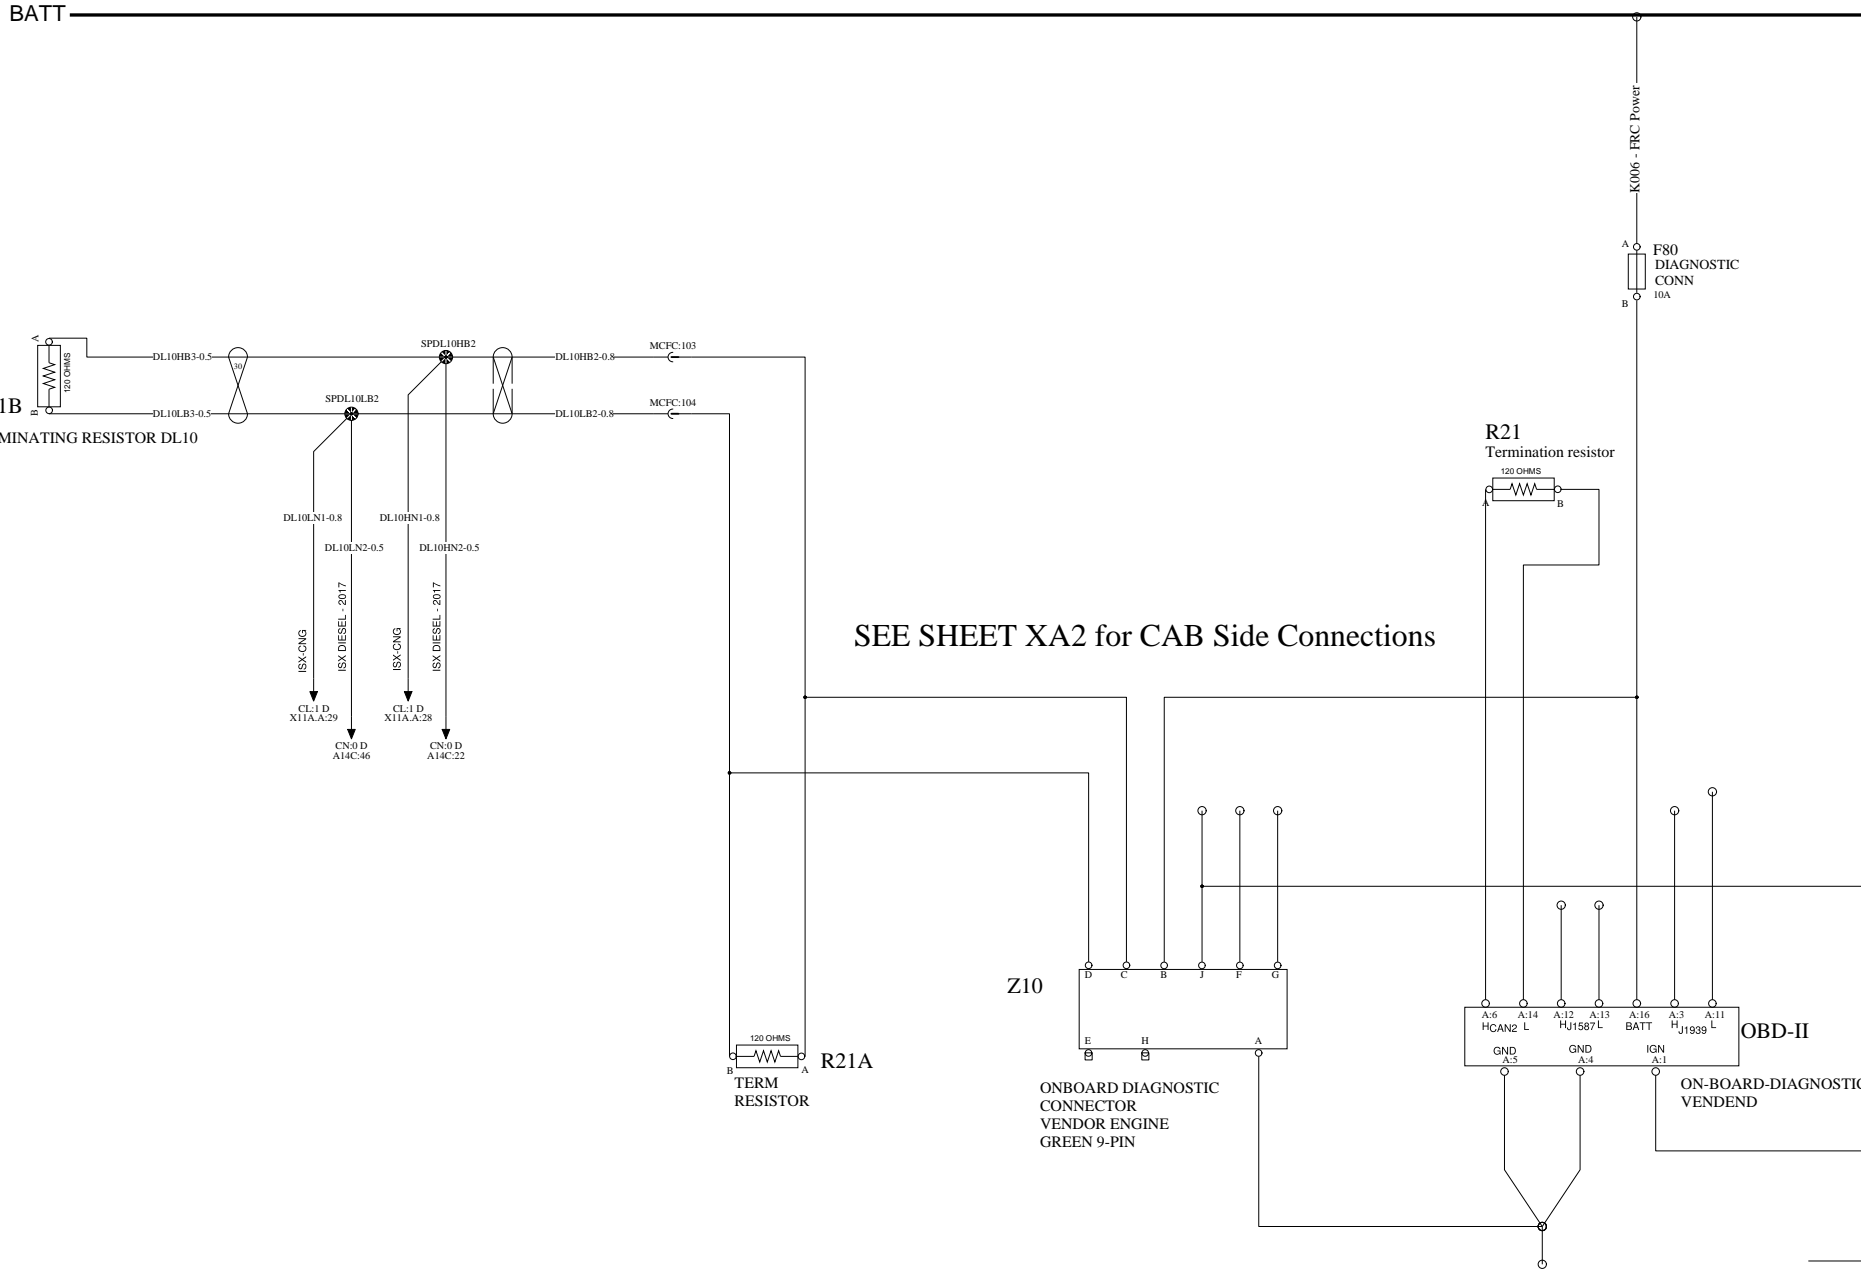 BATT
K006 - FRC Power
A
F80
DIAGNOSTIC
CONN
10A
B
A
120 OHMS
B
1B
MINATING RESISTOR DL10
DL10HB3-0.5
30
SPDL10HB2
DL10HB2-0.8
MCFC:103
DL10LB3-0.5
SPDL10LB2
DL10LB2-0.8
MCFC:104
DL10LN1-0.8
DL10HN1-0.8
DL10LN2-0.5
DL10HN2-0.5
ISX-CNG
ISX DIESEL - 2017
ISX-CNG
ISX DIESEL - 2017
CL:1 D
X11A.A:29
CL:1 D
X11A.A:28
CN:0 D
A14C:46
CN:0 D
A14C:22
R21
Termination resistor
120 OHMS
A
B
SEE SHEET XA2 for CAB Side Connections
Z10
D C B J F G
E H A
ONBOARD DIAGNOSTIC
CONNECTOR
VENDOR ENGINE
GREEN 9-PIN
120 OHMS
B
A
R21A
TERM
RESISTOR
A:6 A:14 A:12 A:13 A:16 A:3 A:11
H CAN2 L H J1587 L BATT H J1939 L
GND GND IGN
A:5 A:4 A:1
OBD-II
ON-BOARD-DIAGNOSTIC
VENDEND